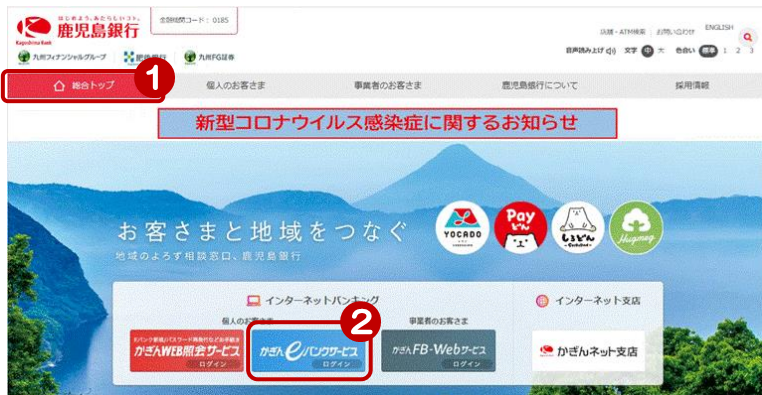 はじめよう、あたらしいコト。
鹿児島銀行
Kagoshima Bank
金融機関コード： 0185
店舗・ATM検索
お問い合わせ
ENGLISH
九州フィナンシャルグループ
肥後銀行
九州FG証券
音声読み上げ
文字 中 大
色合い 標準 1 2 3
1
総合トップ
個人のお客さま
事業者のお客さま
鹿児島銀行について
採用情報
新型コロナウイルス感染症に関するお知らせ
お客さまと地域をつなぐ
地域のよろず相談窓口、鹿児島銀行
YOCADO
Pay
どん
しろどん
Hugmeg
インターネットバンキング
インターネット支店
個人のお客さま
2
事業者のお客さま
かぎんWEB照会サービス
ログイン
かぎんeバンクサービス
ログイン
かぎんFB-Webサービス
ログイン
かぎんネット支店